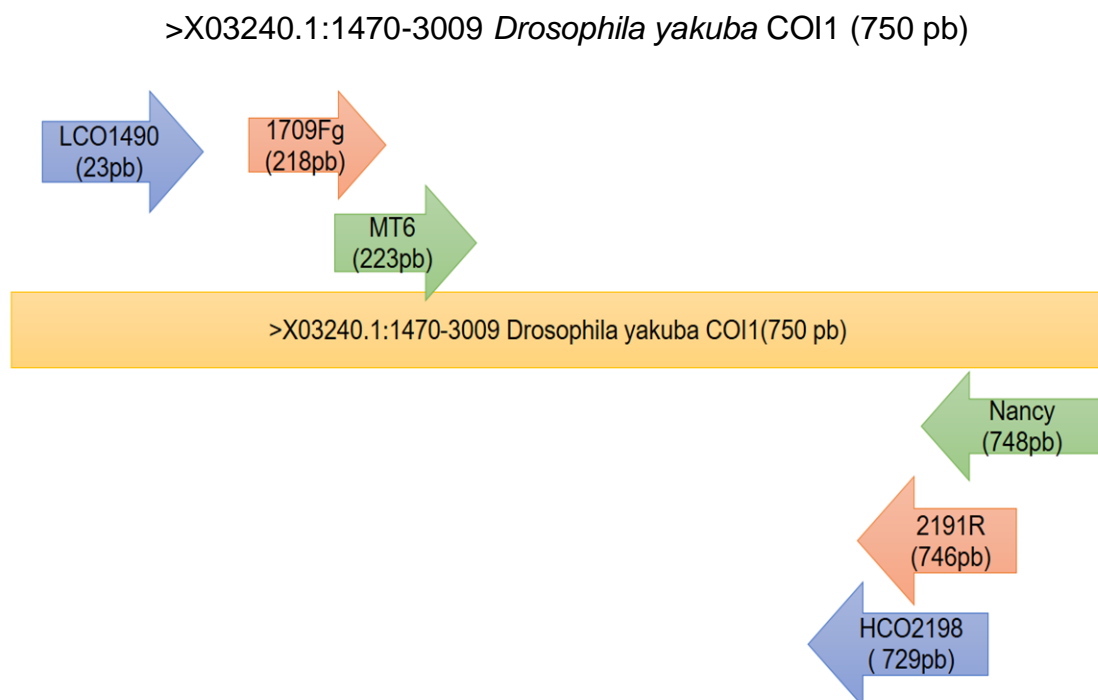 >X03240.1:1470-3009 Drosophila yakuba COI1 (750 pb)
LCO1490
(23pb)
1709Fg
(218pb)
MT6
(223pb)
>X03240.1:1470-3009 Drosophila yakuba COI1(750 pb)
Nancy
(748pb)
2191R
(746pb)
HCO2198
( 729pb)